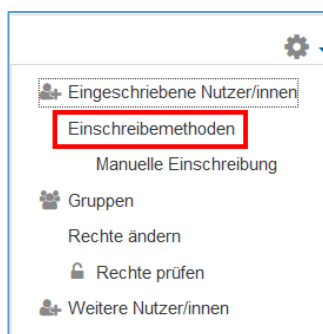 Eingeschriebene Nutzer/innen
Einschreibemethoden
Manuelle Einschreibung
Gruppen
Rechte ändern
Rechte prüfen
Weitere Nutzer/innen